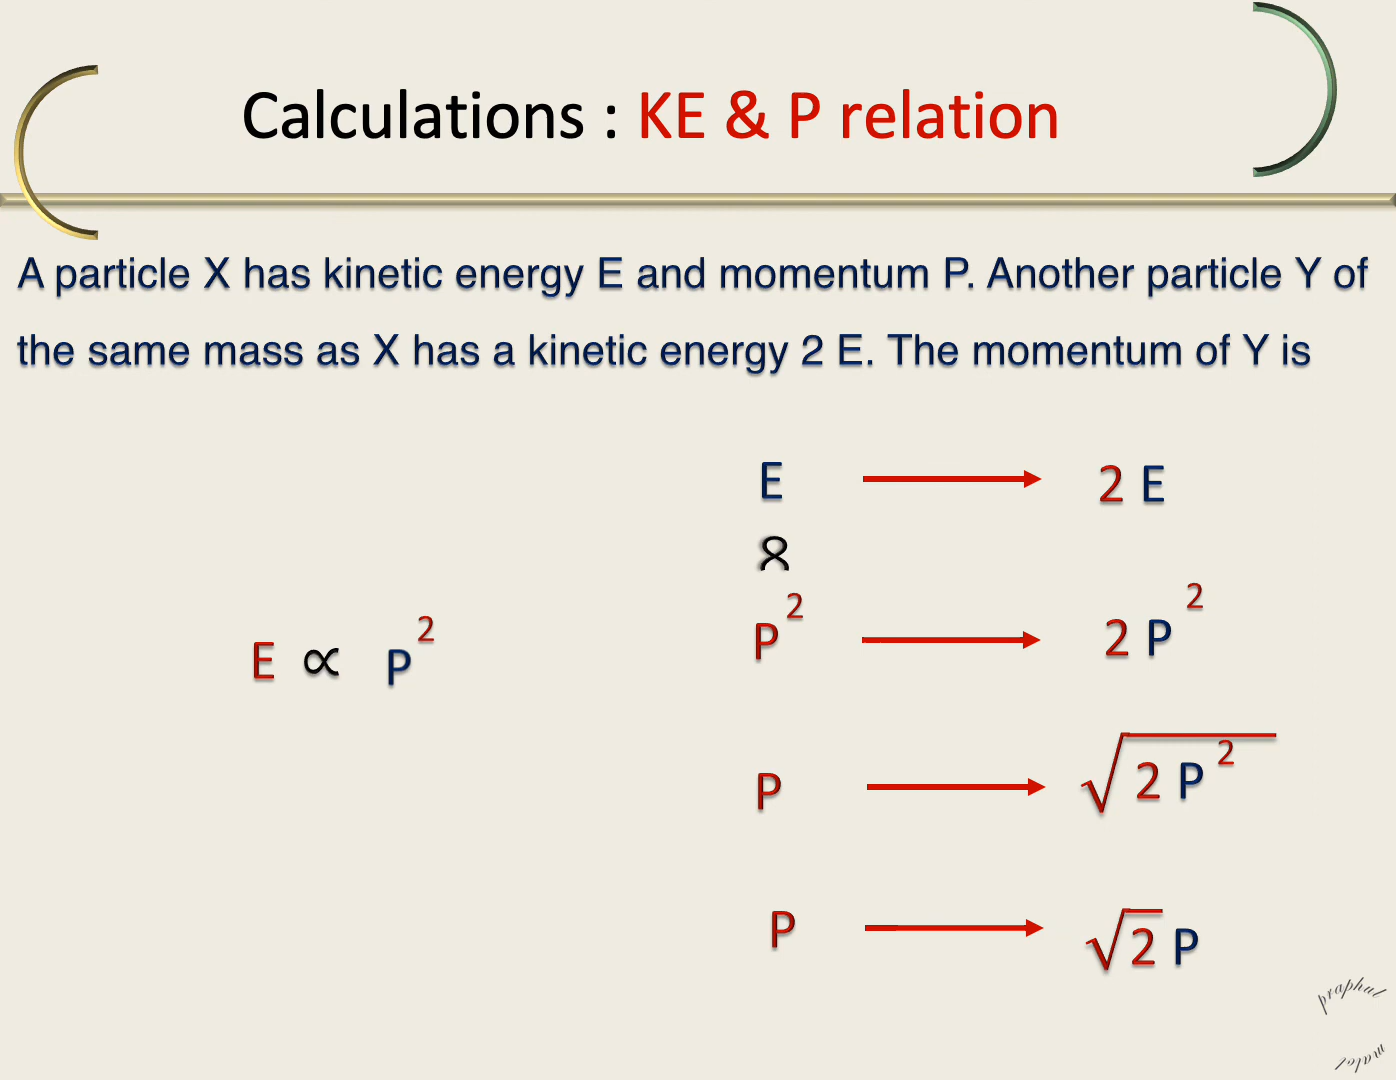 Calculations : KE & P relation
A particle X has kinetic energy E and momentum P. Another particle Y of
the same mass as X has a kinetic energy 2 E. The momentum of Y is
E → 2 E
∝
P² → 2 P²
E ∝ P²
P → √(2 P²)
P → √2 P
praphul